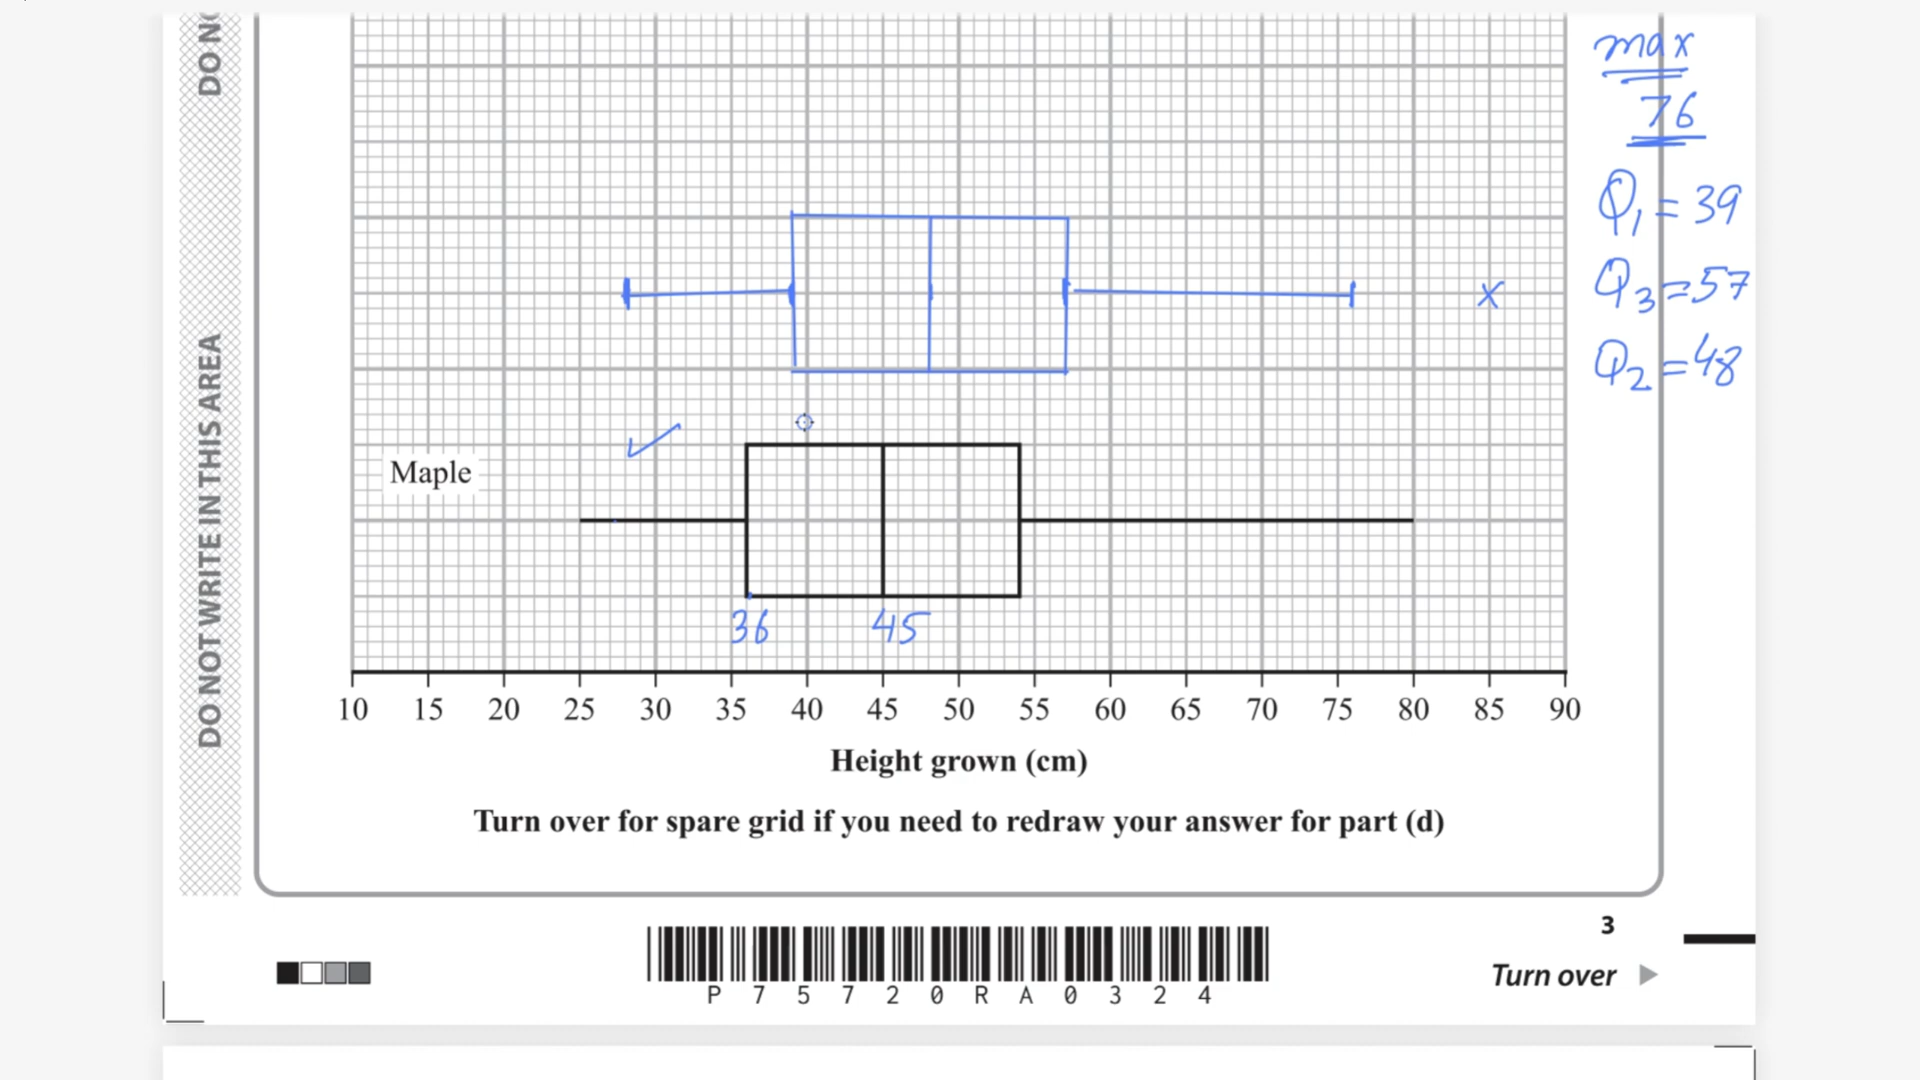 DO NO
DO NOT WRITE IN THIS AREA
max
76
Q₁ = 39
Q₃ = 57
Q₂ = 48
x
Maple
36 45
10 15 20 25 30 35 40 45 50 55 60 65 70 75 80 85 90
Height grown (cm)
Turn over for spare grid if you need to redraw your answer for part (d)
3
P 7 5 7 2 0 R A 0 3 2 4
Turn over